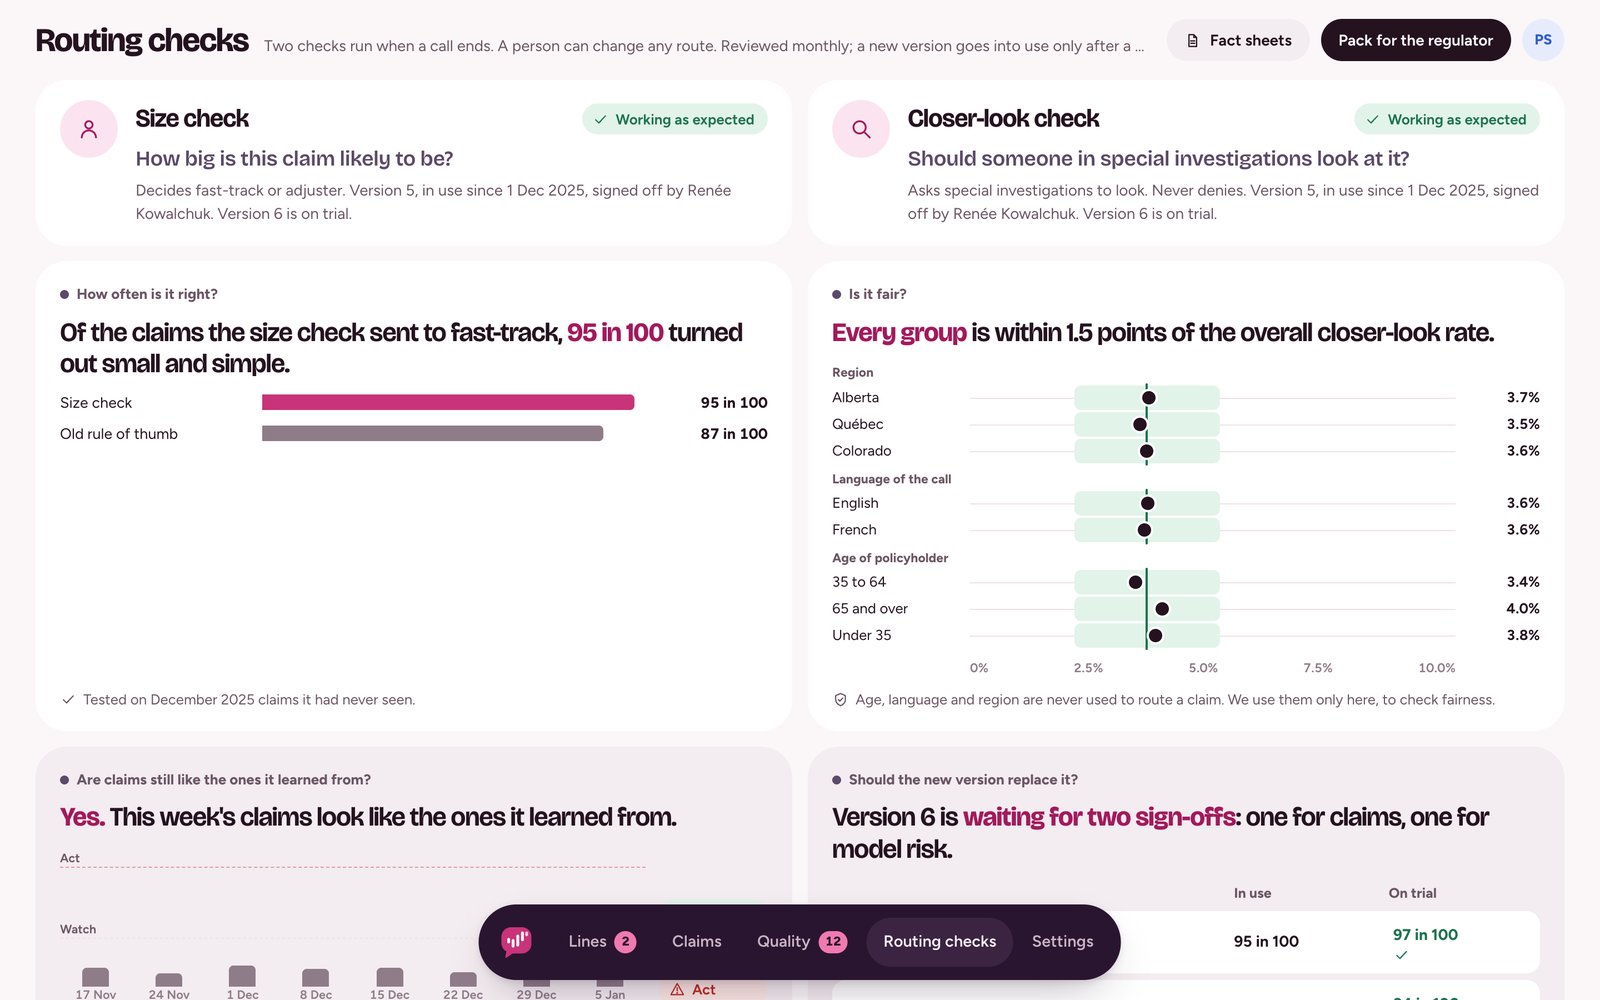 Routing checks
Two checks run when a call ends. A person can change any route. Reviewed monthly; a new version goes into use only after a ...
Fact sheets
Pack for the regulator
PS
Size check
Working as expected
How big is this claim likely to be?
Decides fast-track or adjuster. Version 5, in use since 1 Dec 2025, signed off by Renée
Kowalchuk. Version 6 is on trial.
Closer-look check
Working as expected
Should someone in special investigations look at it?
Asks special investigations to look. Never denies. Version 5, in use since 1 Dec 2025, signed
off by Renée Kowalchuk. Version 6 is on trial.
How often is it right?
Of the claims the size check sent to fast-track, 95 in 100 turned
out small and simple.
Size check 95 in 100
Old rule of thumb 87 in 100
Tested on December 2025 claims it had never seen.
Is it fair?
Every group is within 1.5 points of the overall closer-look rate.
Region
Alberta 3.7%
Québec 3.5%
Colorado 3.6%
Language of the call
English 3.6%
French 3.6%
Age of policyholder
35 to 64 3.4%
65 and over 4.0%
Under 35 3.8%
0% 2.5% 5.0% 7.5% 10.0%
Age, language and region are never used to route a claim. We use them only here, to check fairness.
Are claims still like the ones it learned from?
Yes. This week's claims look like the ones it learned from.
Act
Watch
17 Nov 24 Nov 1 Dec 8 Dec 15 Dec 22 Dec 29 Dec 5 Jan
Act
Should the new version replace it?
Version 6 is waiting for two sign-offs: one for claims, one for
model risk.
In use On trial
95 in 100 97 in 100
Lines 2
Claims
Quality 12
Routing checks
Settings